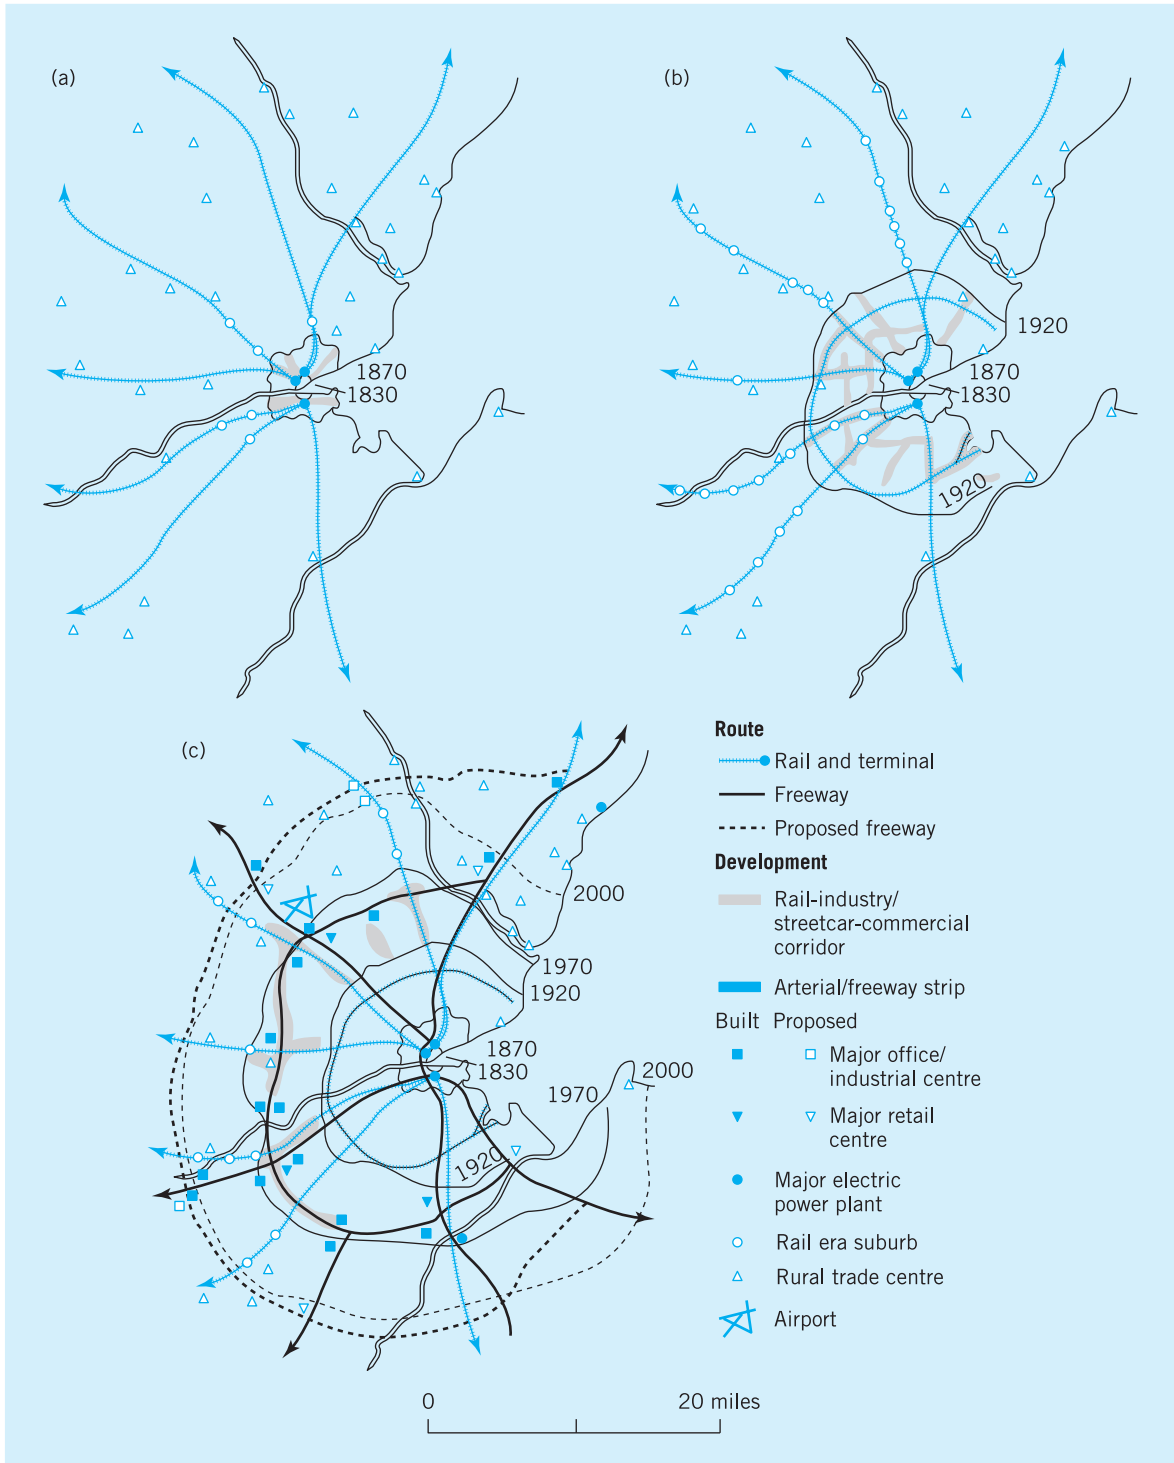 (a)
1870
1830
(b)
1920
1870
1830
1920
(c)
2000
1970
1920
1870
1830
2000
1970
1920
Route
Rail and terminal
Freeway
Proposed freeway
Development
Rail-industry/
streetcar-commercial
corridor
Arterial/freeway strip
Built Proposed
Major office/
industrial centre
Major retail
centre
Major electric
power plant
Rail era suburb
Rural trade centre
Airport
0 20 miles